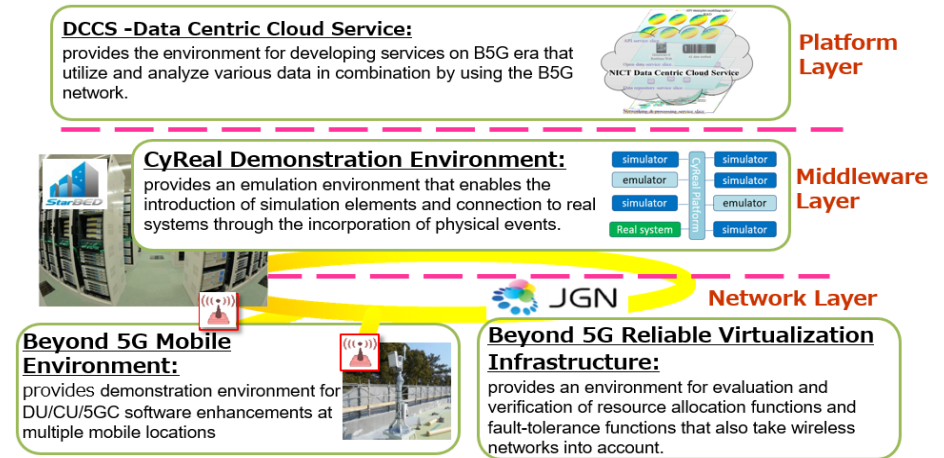 DCCS -Data Centric Cloud Service:
provides the environment for developing services on B5G era that
utilize and analyze various data in combination by using the B5G
network.
NICT Data Centric Cloud Service
Platform
Layer
StarBED
CyReal Demonstration Environment:
provides an emulation environment that enables the
introduction of simulation elements and connection to real
systems through the incorporation of physical events.
simulator
emulator
simulator
Real system
CyReal Platform
simulator
simulator
emulator
simulator
Middleware
Layer
JGN
Network Layer
Beyond 5G Mobile
Environment:
provides demonstration environment for
DU/CU/5GC software enhancements at
multiple mobile locations
Beyond 5G Reliable Virtualization
Infrastructure:
provides an environment for evaluation and
verification of resource allocation functions and
fault-tolerance functions that also take wireless
networks into account.